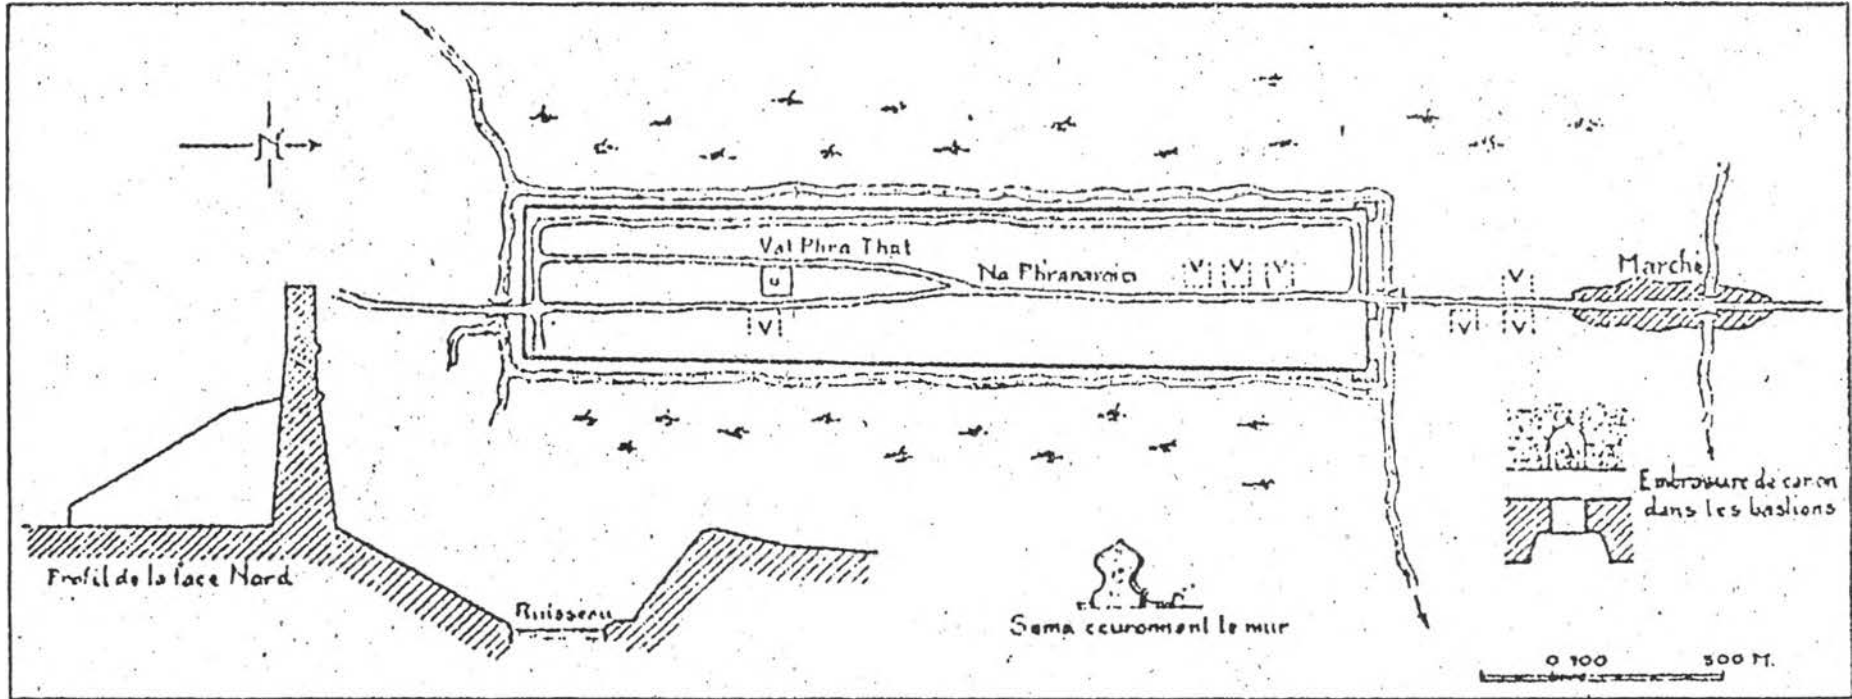 N
Vat Phra That
Na Phranarai
V V V
V
V
V
V V
Marché
Profil de la face Nord
Ruisseau
Sema couronnant le mur
Embrasure de canon
dans les bastions
0 100 500 M.